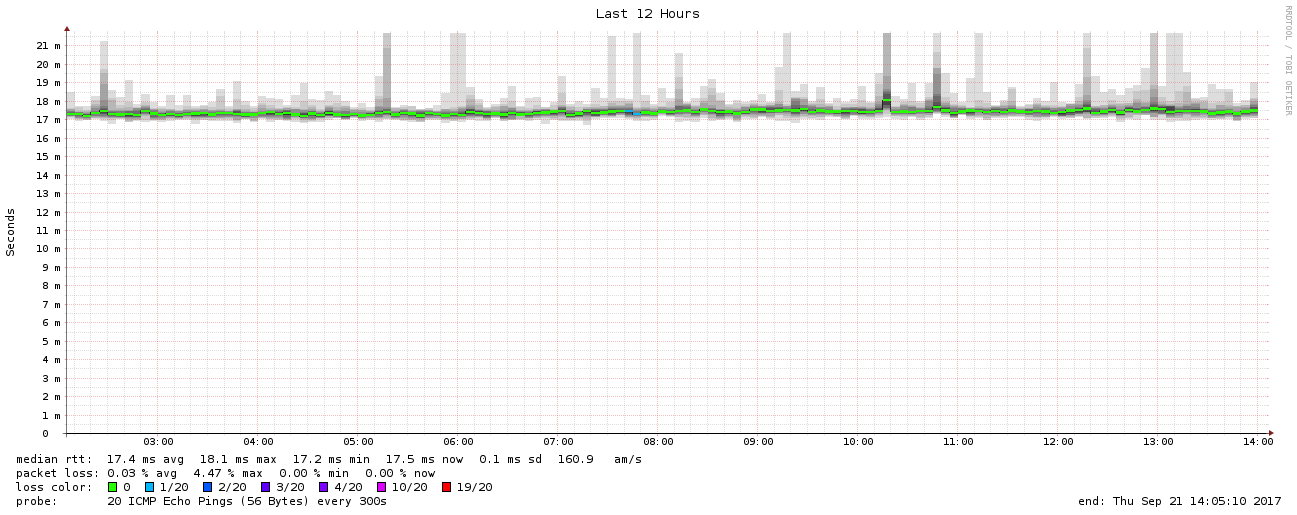 Last 12 Hours
RRDTOOL / TOBI OETIKER
Seconds
21 m
20 m
19 m
18 m
17 m
16 m
15 m
14 m
13 m
12 m
11 m
10 m
9 m
8 m
7 m
6 m
5 m
4 m
3 m
2 m
1 m
0
03:00 04:00 05:00 06:00 07:00 08:00 09:00 10:00 11:00 12:00 13:00 14:00
median rtt: 17.4 ms avg 18.1 ms max 17.2 ms min 17.5 ms now 0.1 ms sd 160.9 am/s
packet loss: 0.03 % avg 4.47 % max 0.00 % min 0.00 % now
loss color: 0 1/20 2/20 3/20 4/20 10/20 19/20
probe: 20 ICMP Echo Pings (56 Bytes) every 300s end: Thu Sep 21 14:05:10 2017